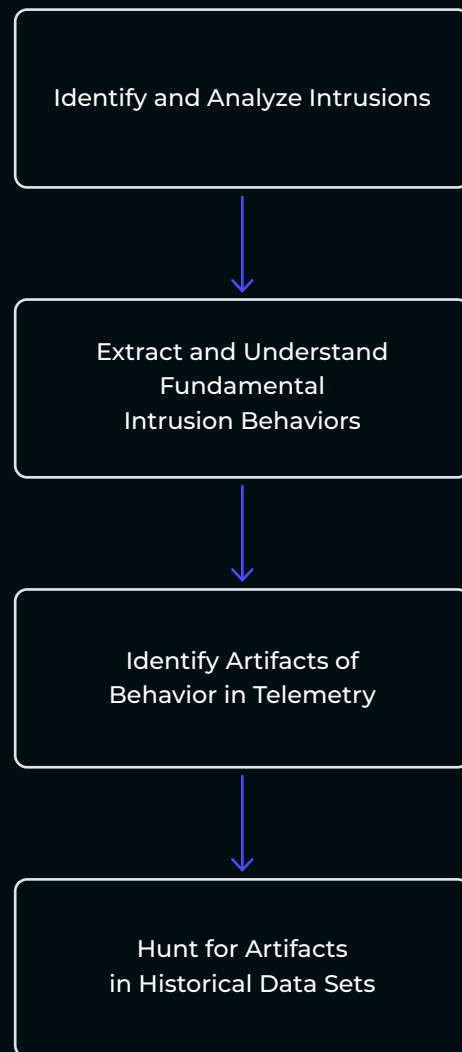 Identify and Analyze Intrusions
Extract and Understand
Fundamental
Intrusion Behaviors
Identify Artifacts of
Behavior in Telemetry
Hunt for Artifacts
in Historical Data Sets